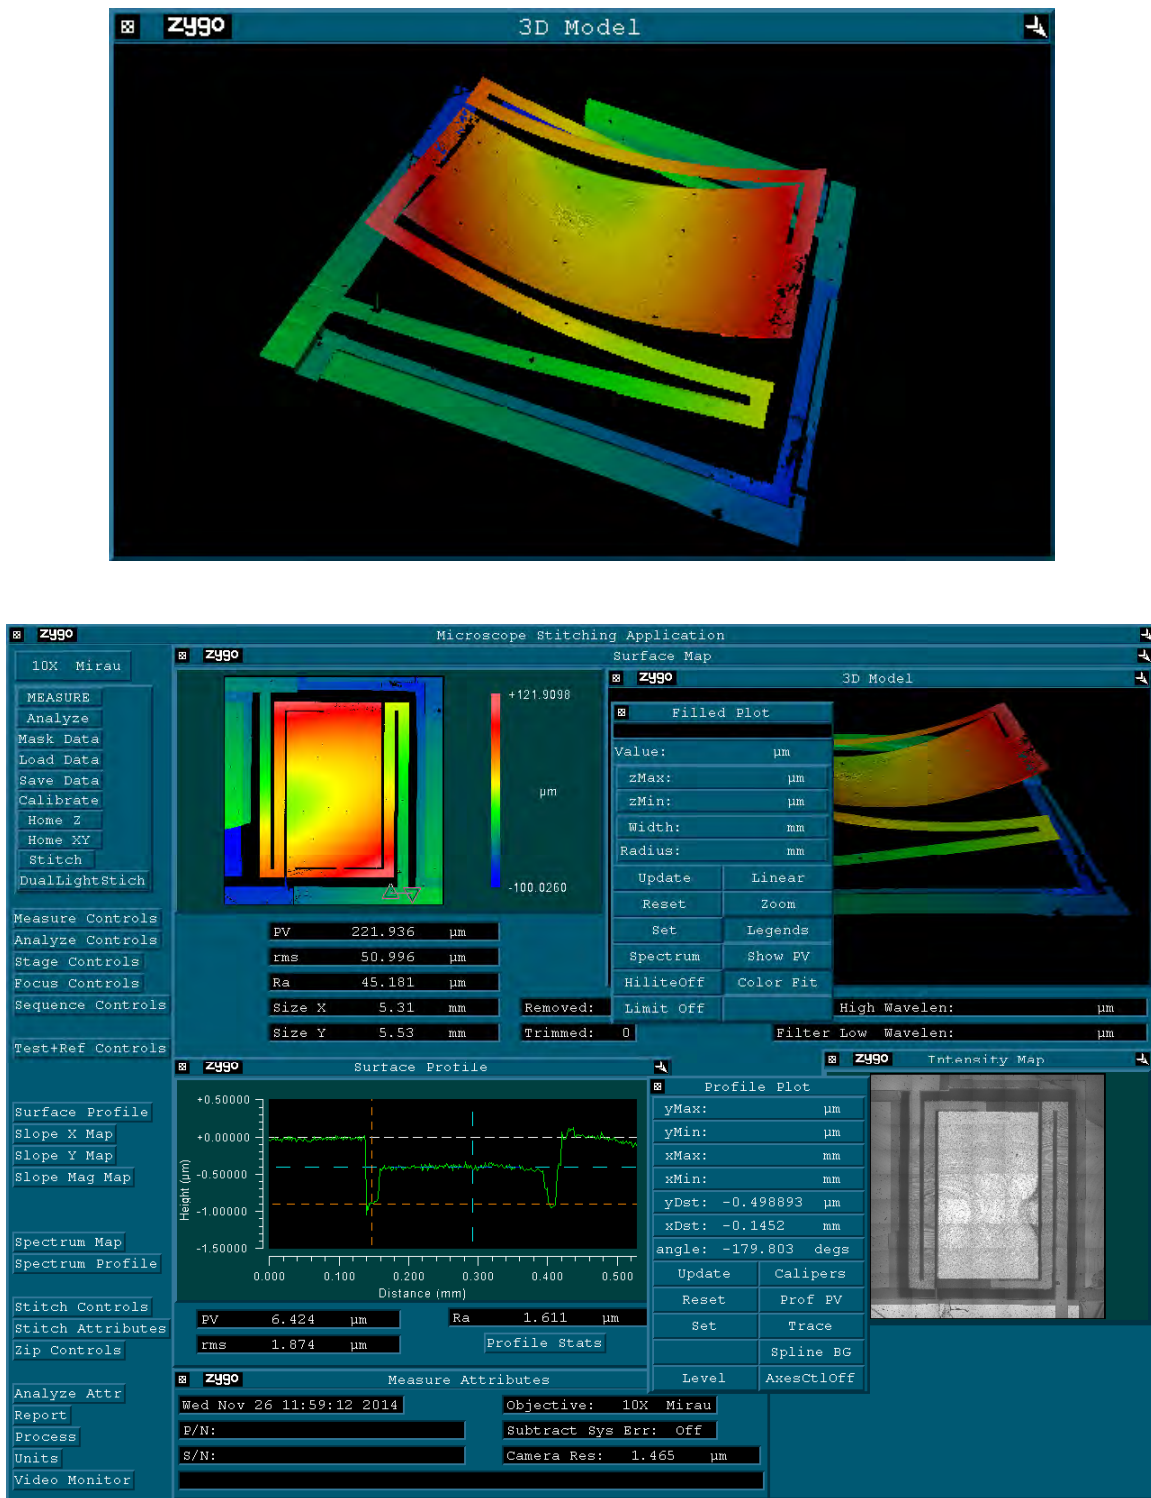 zygo 3D Model
zygo Microscope Stitching Application
10X Mirau
MEASURE
Analyze
Mask Data
Load Data
Save Data
Calibrate
Home Z
Home XY
Stitch
DualLightStich
Measure Controls
Analyze Controls
Stage Controls
Focus Controls
Sequence Controls
Test+Ref Controls
Surface Profile
Slope X Map
Slope Y Map
Slope Mag Map
Spectrum Map
Spectrum Profile
Stitch Controls
Stitch Attributes
Zip Controls
Analyze Attr
Report
Process
Units
Video Monitor
zygo Surface Map
+121.9098
µm
-100.0260
PV 221.936 µm
rms 50.996 µm
Ra 45.181 µm
Size X 5.31 mm
Size Y 5.53 mm
Removed:
Trimmed: 0
High Wavelen: µm
Filter Low Wavelen: µm
zygo 3D Model
Filled Plot
Value: µm
zMax: µm
zMin: µm
Width: mm
Radius: mm
Update Linear
Reset Zoom
Set Legends
Spectrum Show PV
HiliteOff Color Fit
Limit Off
zygo Surface Profile
+0.50000
+0.00000
-0.50000
-1.00000
-1.50000
Height (µm)
0.000 0.100 0.200 0.300 0.400 0.500
Distance (mm)
PV 6.424 µm
Ra 1.611 µm
rms 1.874 µm
Profile Stats
Profile Plot
yMax: µm
yMin: µm
xMax: mm
xMin: mm
yDst: -0.498893 µm
xDst: -0.1452 mm
angle: -179.803 degs
Update Calipers
Reset Prof PV
Set Trace
Spline BG
Level AxesCtlOff
zygo Intensity Map
zygo Measure Attributes
Wed Nov 26 11:59:12 2014
Objective: 10X Mirau
P/N:
Subtract Sys Err: Off
S/N:
Camera Res: 1.465 µm